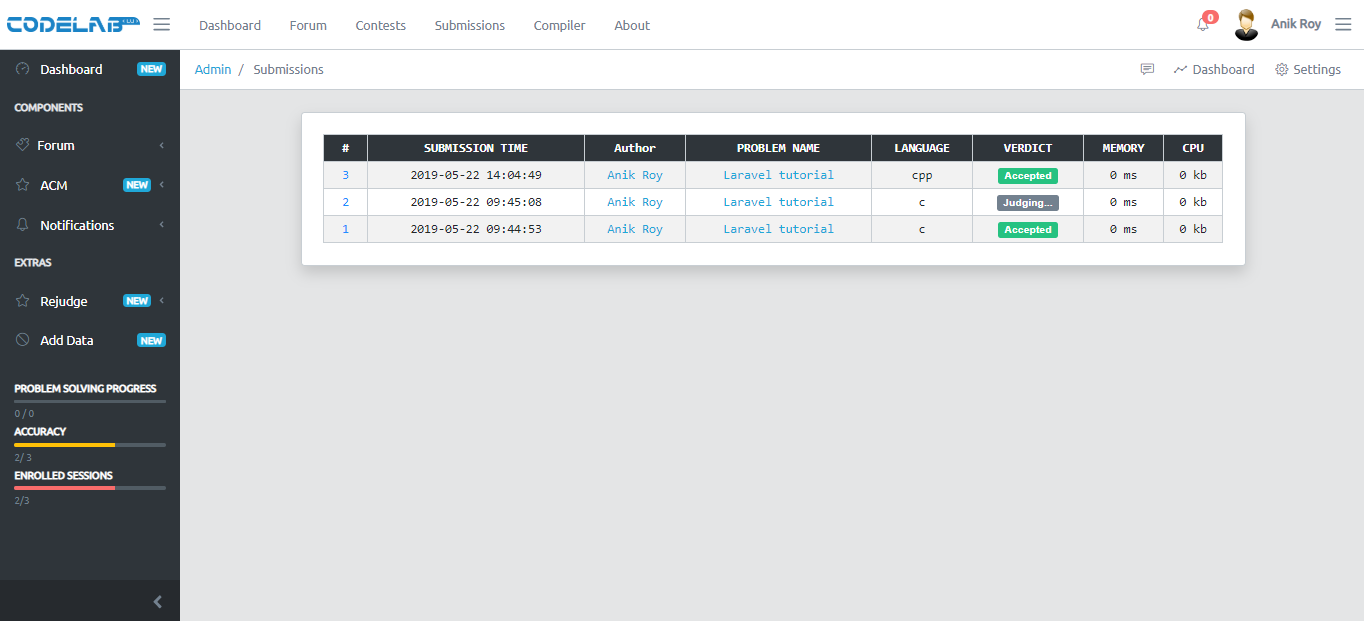 CODELAB LU Dashboard Forum Contests Submissions Compiler About 0 Anik Roy
Dashboard NEW
Admin / Submissions Dashboard Settings
COMPONENTS
Forum
ACM NEW
Notifications
EXTRAS
Rejudge NEW
Add Data NEW
PROBLEM SOLVING PROGRESS
0 / 0
ACCURACY
2/ 3
ENROLLED SESSIONS
2/3
# SUBMISSION TIME Author PROBLEM NAME LANGUAGE VERDICT MEMORY CPU
3 2019-05-22 14:04:49 Anik Roy Laravel tutorial cpp Accepted 0 ms 0 kb
2 2019-05-22 09:45:08 Anik Roy Laravel tutorial c Judging... 0 ms 0 kb
1 2019-05-22 09:44:53 Anik Roy Laravel tutorial c Accepted 0 ms 0 kb